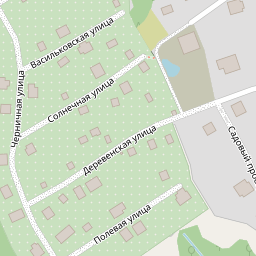 Васильковская улица
Солнечная улица
Черничная улица
Деревенская улица
Садовый про
Полевая улица